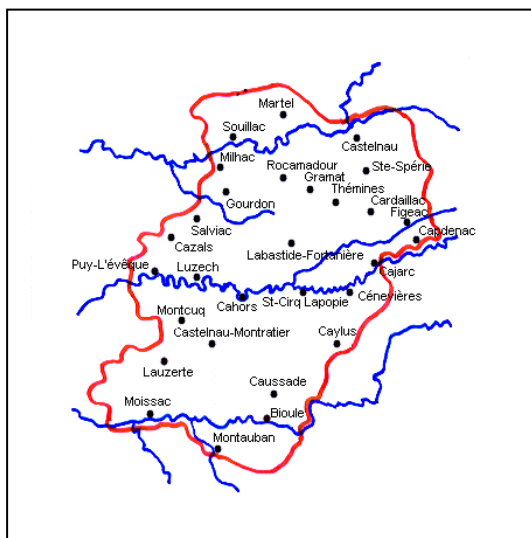 Martel
Souillac
Castelnau
Milhac
Rocamadour
Ste-Spérie
Gramat
Thémines
Gourdon
Cardaillac
Figeac
Salviac
Cazals
Capdenac
Labastide-Fortanière
Puy-L'évêque
Luzech
Cajarc
Cahors
St-Cirq Lapopie
Cénevières
Montcuq
Castelnau-Montratier
Caylus
Lauzerte
Caussade
Moissac
Bioule
Montauban